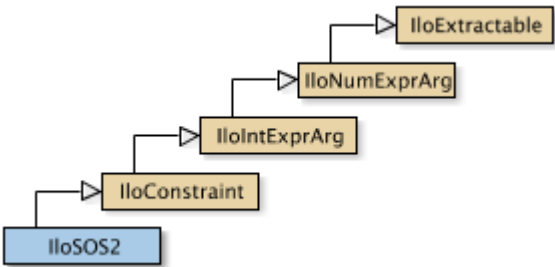 IloExtractable
IloNumExprArg
IloIntExprArg
IloConstraint
IloSOS2